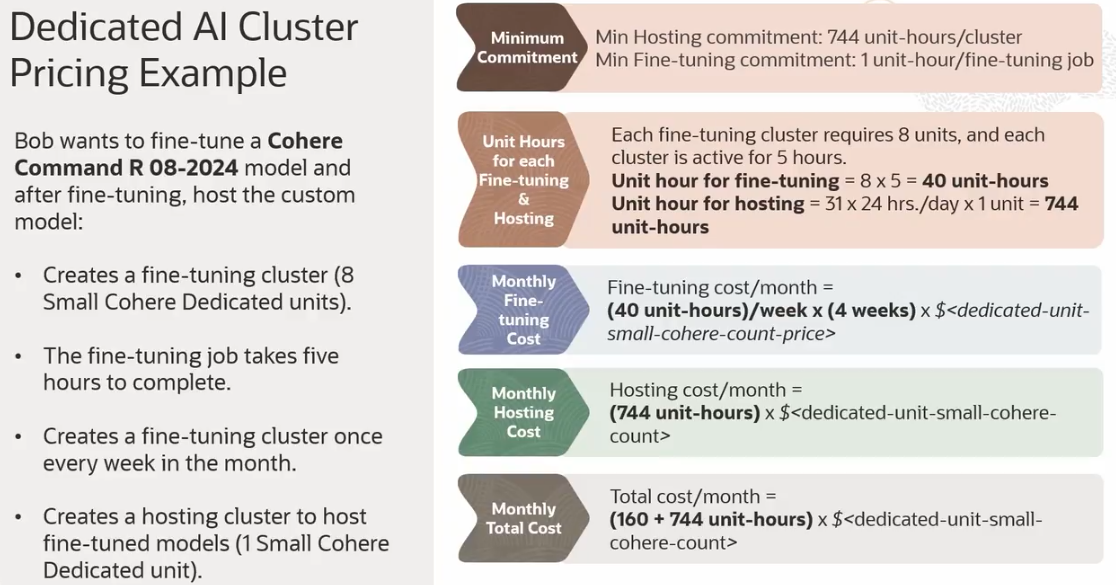 Dedicated AI Cluster
Pricing Example
Bob wants to fine-tune a Cohere
Command R 08-2024 model and
after fine-tuning, host the custom
model:
• Creates a fine-tuning cluster (8
Small Cohere Dedicated units).
• The fine-tuning job takes five
hours to complete.
• Creates a fine-tuning cluster once
every week in the month.
• Creates a hosting cluster to host
fine-tuned models (1 Small Cohere
Dedicated unit).
Minimum
Commitment
Min Hosting commitment: 744 unit-hours/cluster
Min Fine-tuning commitment: 1 unit-hour/fine-tuning job
Unit Hours
for each
Fine-tuning
&
Hosting
Each fine-tuning cluster requires 8 units, and each
cluster is active for 5 hours.
Unit hour for fine-tuning = 8 x 5 = 40 unit-hours
Unit hour for hosting = 31 x 24 hrs./day x 1 unit = 744
unit-hours
Monthly
Fine-
tuning
Cost
Fine-tuning cost/month =
(40 unit-hours)/week x (4 weeks) x $<dedicated-unit-
small-cohere-count-price>
Monthly
Hosting
Cost
Hosting cost/month =
(744 unit-hours) x $<dedicated-unit-small-cohere-
count>
Monthly
Total Cost
Total cost/month =
(160 + 744 unit-hours) x $<dedicated-unit-small-
cohere-count>